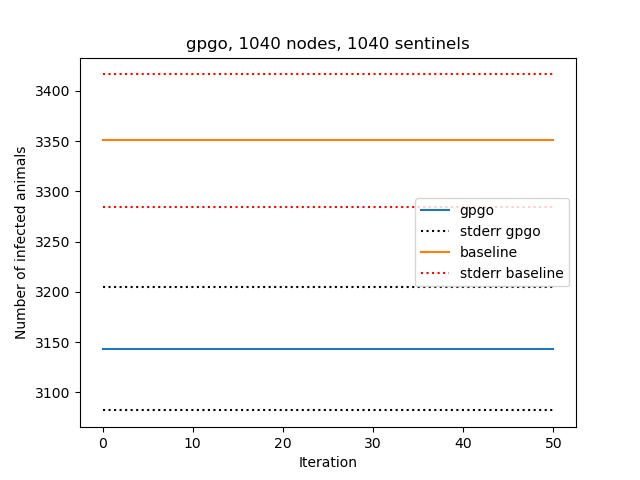 gpgo, 1040 nodes, 1040 sentinels
Number of infected animals
3400
3350
3300
3250
3200
3150
3100
gpgo
stderr gpgo
baseline
stderr baseline
0 10 20 30 40 50
Iteration